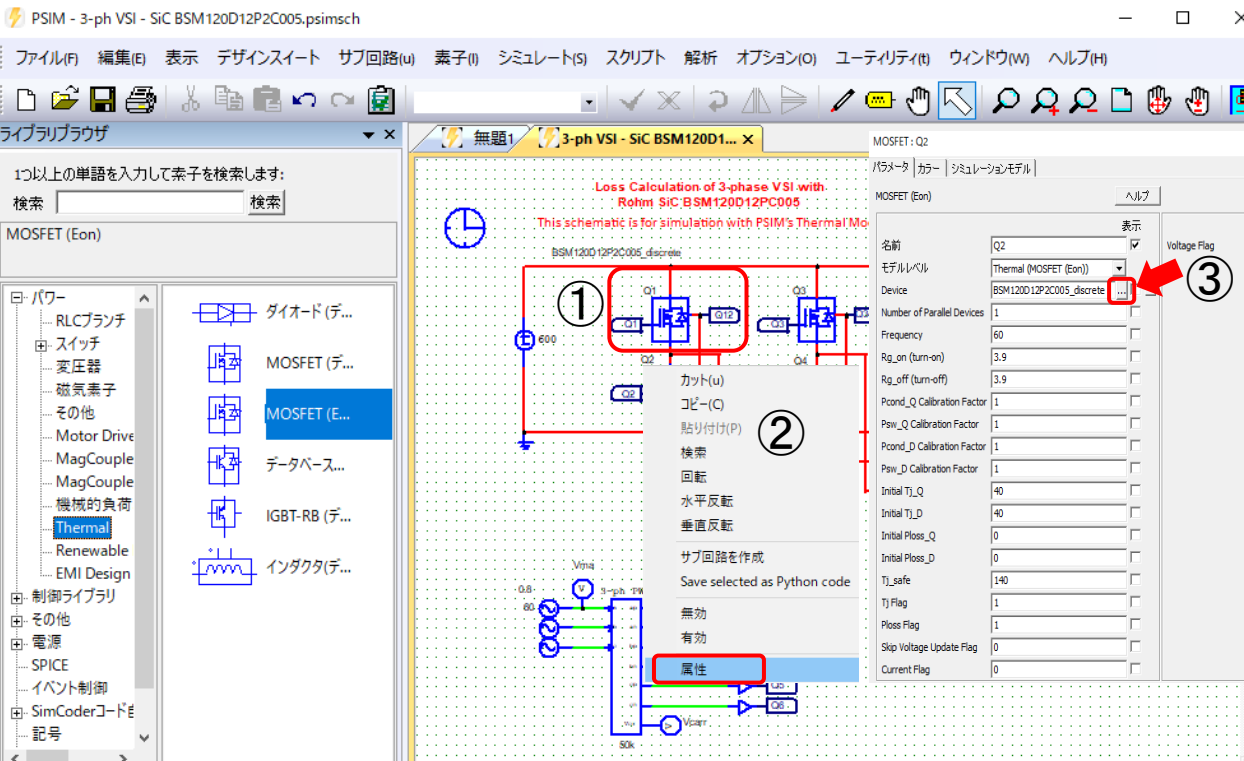 PSIM - 3-ph VSI - SiC BSM120D12P2C005.psimsch
ファイル(F) 編集(E) 表示 デザインスイート サブ回路(u) 素子(I) シミュレート(S) スクリプト 解析 オプション(O) ユーティリティ(t) ウィンドウ(W) ヘルプ(H)
ライブラリブラウザ
1つ以上の単語を入力して素子を検索します:
検索
検索
MOSFET (Eon)
パワー
RLCブランチ
スイッチ
変圧器
磁気素子
その他
Motor Drive
MagCouple
MagCouple
機械的負荷
Thermal
Renewable
EMI Design
制御ライブラリ
その他
電源
SPICE
イベント制御
SimCoderコード自
記号
ダイオード (デ...
MOSFET (デ...
MOSFET (E...
データベース...
IGBT-RB (デ...
インダクタ(デ...
無題1
3-ph VSI - SiC BSM120D1...
Loss Calculation of 3-phase VSI with
Rohm SiC BSM120D12PC005
This schematic is for simulation with PSIM's Thermal Mo
BSM120D12P2C005_discrete
①
Q1
Q1
Q12
Q3
Q3
600
Q2
Q4
Q2
カット(u)
コピー(C)
貼り付け(P)
検索
回転
水平反転
垂直反転
サブ回路を作成
Save selected as Python code
無効
有効
属性
②
Vma
V
0.8
60
3-ph PW
Q5
Q6
Vcarr
50k
MOSFET : Q2
パラメータ カラー シミュレーションモデル
MOSFET (Eon)
ヘルプ
表示
名前 Q2
Voltage Flag
モデルレベル Thermal (MOSFET (Eon))
Device BSM120D12P2C005_discrete ...
③
Number of Parallel Devices 1
Frequency 60
Rg_on (turn-on) 3.9
Rg_off (turn-off) 3.9
Pcond_Q Calibration Factor 1
Psw_Q Calibration Factor 1
Pcond_D Calibration Factor 1
Psw_D Calibration Factor 1
Initial Tj_Q 40
Initial Tj_D 40
Initial Ploss_Q 0
Initial Ploss_D 0
Tj_safe 140
Tj Flag 1
Ploss Flag 1
Skip Voltage Update Flag 0
Current Flag 0